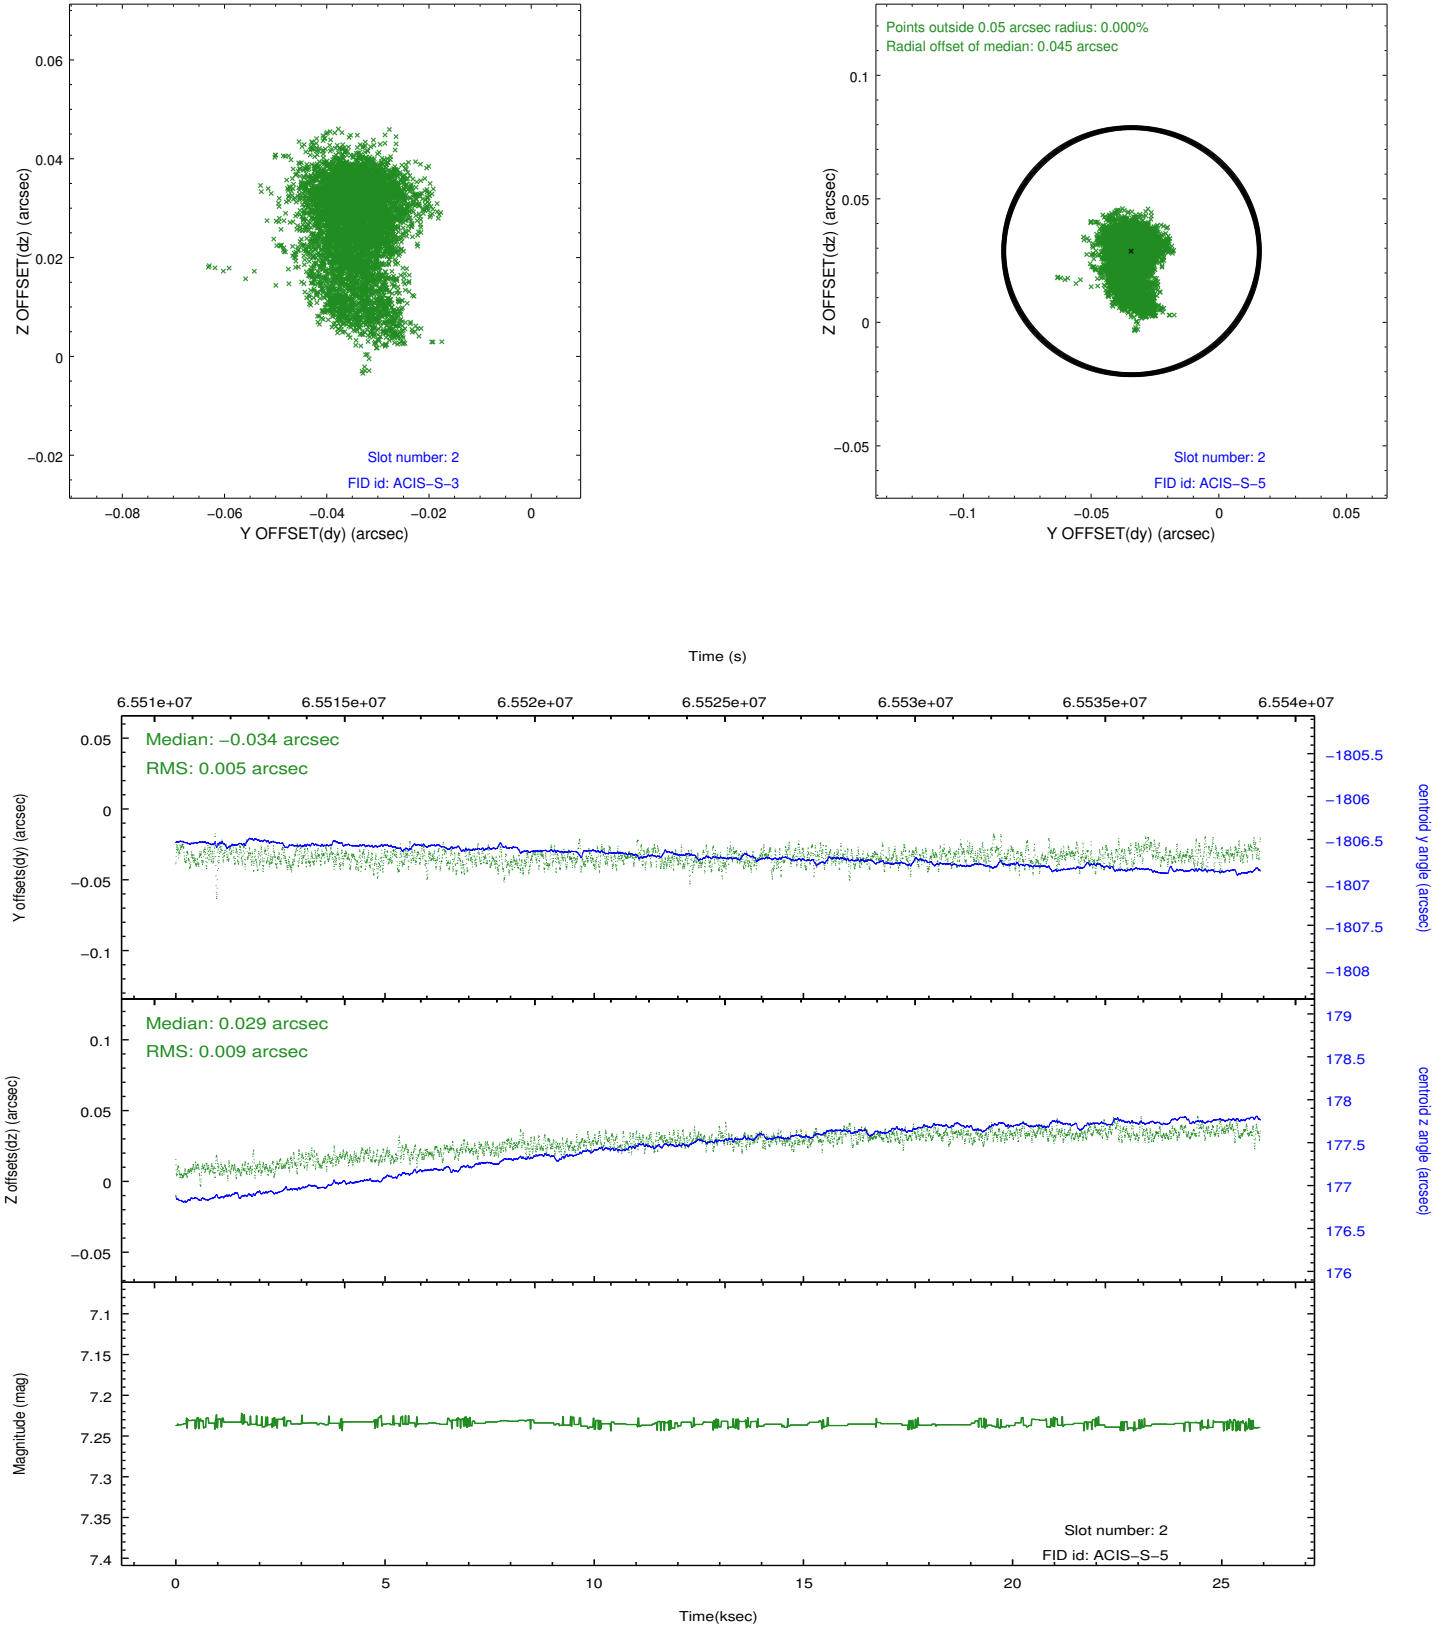 0.06
0.04
0.02
0
−0.02
Z OFFSET(dz) (arcsec)
Slot number: 2
FID id: ACIS−S−3
−0.08 −0.06 −0.04 −0.02 0
Y OFFSET(dy) (arcsec)
Points outside 0.05 arcsec radius: 0.000%
Radial offset of median: 0.045 arcsec
0.1
0.05
0
−0.05
Z OFFSET(dz) (arcsec)
Slot number: 2
FID id: ACIS−S−5
−0.1 −0.05 0 0.05
Y OFFSET(dy) (arcsec)
Time (s)
6.551e+07 6.5515e+07 6.552e+07 6.5525e+07 6.553e+07 6.5535e+07 6.554e+07
Median: −0.034 arcsec
RMS: 0.005 arcsec
0.05
0
−0.05
−0.1
Y offsets(dy) (arcsec)
−1805.5
−1806
−1806.5
−1807
−1807.5
−1808
centroid y angle (arcsec)
Median: 0.029 arcsec
RMS: 0.009 arcsec
0.1
0.05
0
−0.05
Z offsets(dz) (arcsec)
179
178.5
178
177.5
177
176.5
176
centroid z angle (arcsec)
7.1
7.15
7.2
7.25
7.3
7.35
7.4
Magnitude (mag)
Slot number: 2
FID id: ACIS−S−5
0 5 10 15 20 25
Time(ksec)